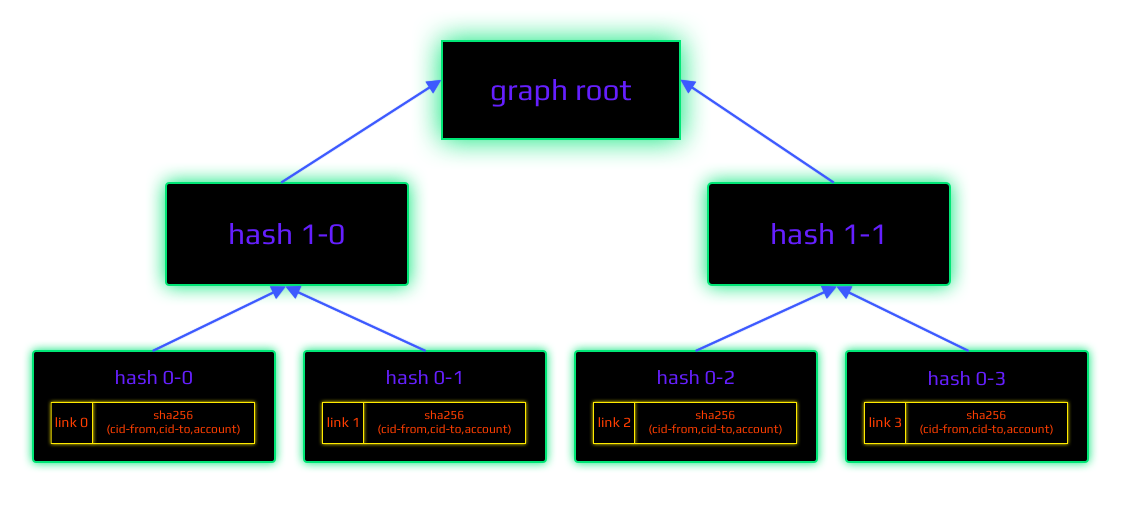 graph root
hash 1-0
hash 1-1
hash 0-0
link 0
sha256
(cid-from,cid-to,account)
hash 0-1
link 1
sha256
(cid-from,cid-to,account)
hash 0-2
link 2
sha256
(cid-from,cid-to,account)
hash 0-3
link 3
sha256
(cid-from,cid-to,account)